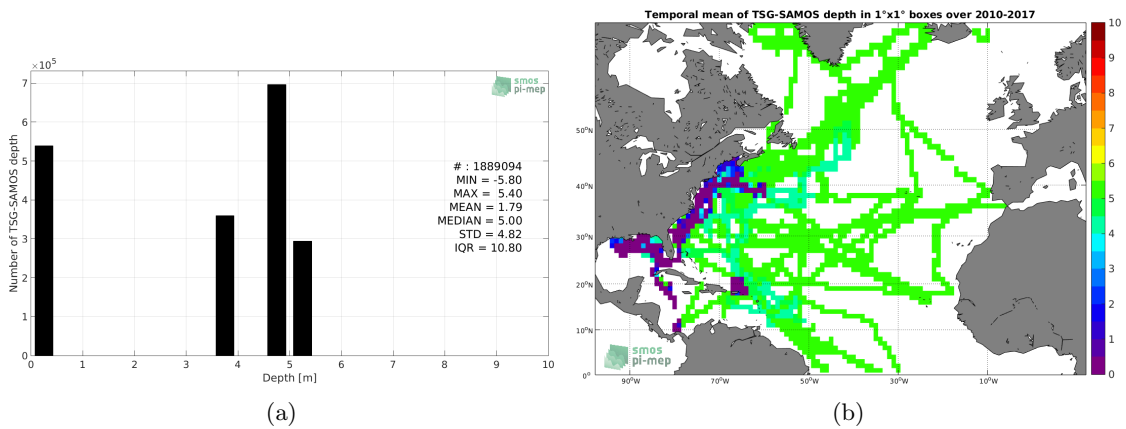 ×10⁵
7
6
5
4
3
2
1
0
Number of TSG-SAMOS depth
smos
pi-mep
# : 1889094
MIN = -5.80
MAX = 5.40
MEAN = 1.79
MEDIAN = 5.00
STD = 4.82
IQR = 10.80
0 1 2 3 4 5 6 7 8 9 10
Depth [m]
(a)
Temporal mean of TSG-SAMOS depth in 1°x1° boxes over 2010-2017
50°N
40°N
30°N
20°N
10°N
0°
smos
pi-mep
90°W 70°W 50°W 30°W 10°W
10
9
8
7
6
5
4
3
2
1
0
(b)